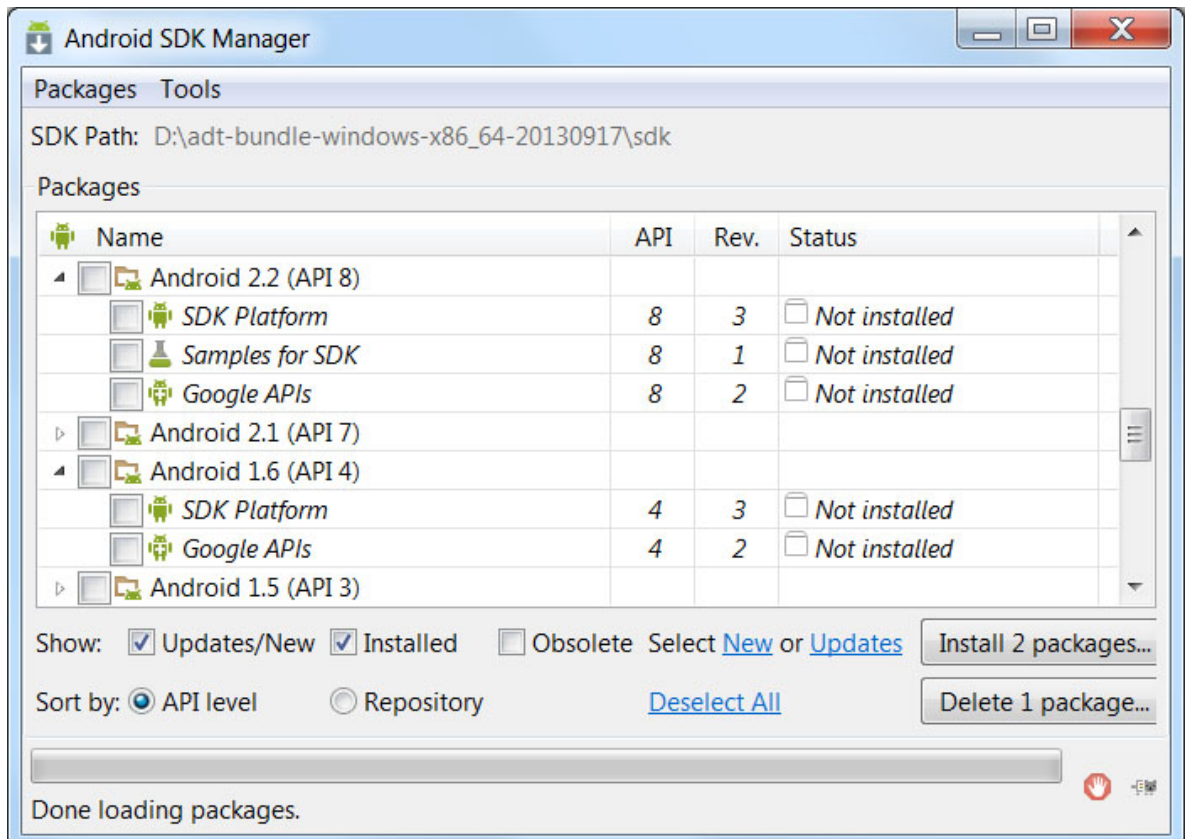 Android SDK Manager
Packages Tools
SDK Path: D:\adt-bundle-windows-x86_64-20130917\sdk
Packages
Name API Rev. Status
Android 2.2 (API 8)
SDK Platform 8 3 Not installed
Samples for SDK 8 1 Not installed
Google APIs 8 2 Not installed
Android 2.1 (API 7)
Android 1.6 (API 4)
SDK Platform 4 3 Not installed
Google APIs 4 2 Not installed
Android 1.5 (API 3)
Show: Updates/New Installed Obsolete Select New or Updates Install 2 packages...
Sort by: API level Repository Deselect All Delete 1 package...
Done loading packages.